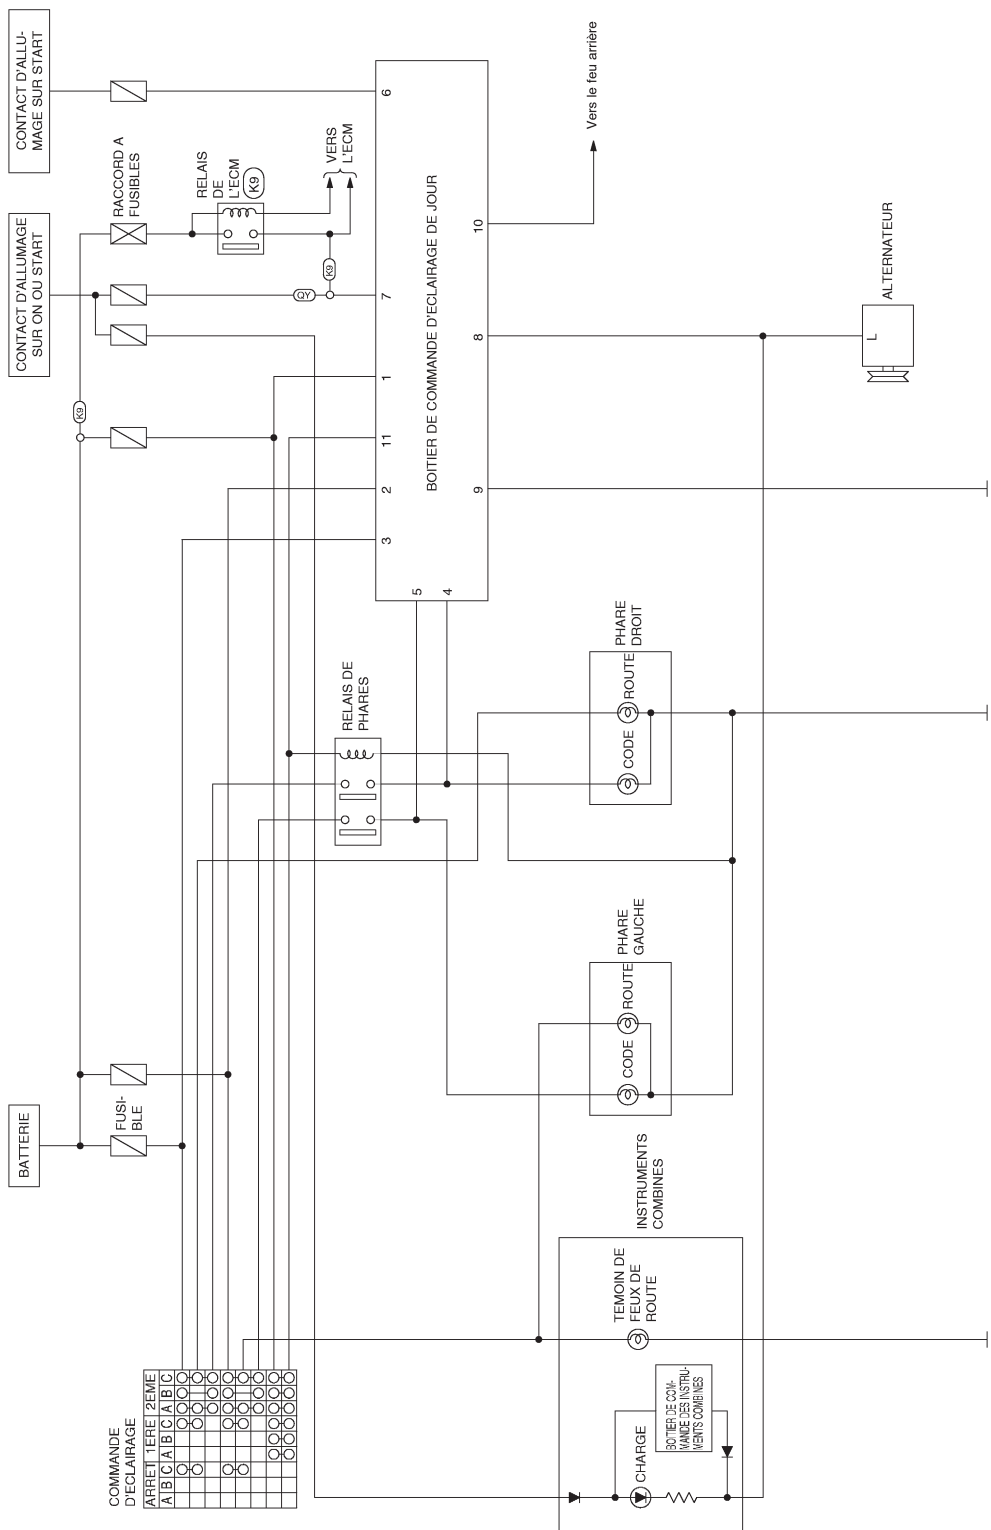 BATTERIE
CONTACT D'ALLUMAGE
SUR ON OU START
CONTACT D'ALLU-
MAGE SUR START
FUSI-
BLE
K9
RACCORD A
FUSIBLES
RELAIS
DE
L'ECM
K9
QY
K9
VERS
L'ECM
COMMANDE
D'ECLAIRAGE
ARRET 1ERE 2EME
A B C A B C A B C
RELAIS DE
PHARES
3
2
11
1
7
6
5
4
BOITIER DE COMMANDE D'ECLAIRAGE DE JOUR
9
8
10
Vers le feu arrière
INSTRUMENTS
COMBINES
TEMOIN DE
FEUX DE
ROUTE
CHARGE
BOITIER DE COM-
MANDE DES INSTRU-
MENTS COMBINES
PHARE
GAUCHE
CODE
ROUTE
PHARE
DROIT
CODE
ROUTE
L
ALTERNATEUR